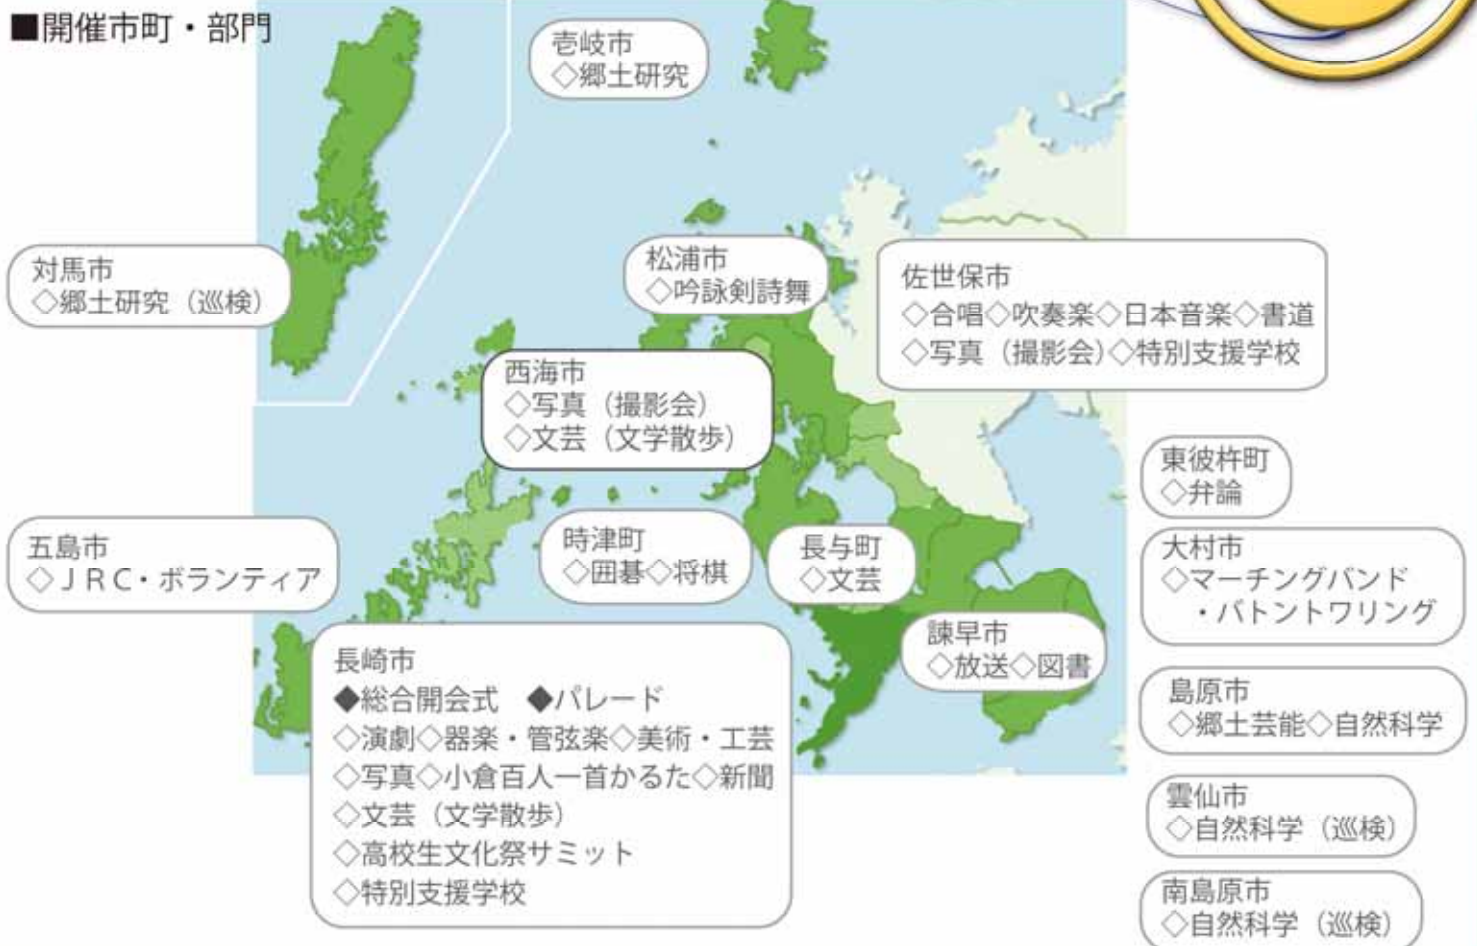 ■開催市町・部門
壱岐市
◇郷土研究
対馬市
◇郷土研究（巡検）
松浦市
◇吟詠剣詩舞
佐世保市
◇合唱◇吹奏楽◇日本音楽◇書道
◇写真（撮影会）◇特別支援学校
西海市
◇写真（撮影会）
◇文芸（文学散歩）
東彼杵町
◇弁論
五島市
◇ＪＲＣ・ボランティア
時津町
◇囲碁◇将棋
長与町
◇文芸
大村市
◇マーチングバンド
・バトントワリング
諫早市
◇放送◇図書
長崎市
◆総合開会式　◆パレード
◇演劇◇器楽・管弦楽◇美術・工芸
◇写真◇小倉百人一首かるた◇新聞
◇文芸（文学散歩）
◇高校生文化祭サミット
◇特別支援学校
島原市
◇郷土芸能◇自然科学
雲仙市
◇自然科学（巡検）
南島原市
◇自然科学（巡検）